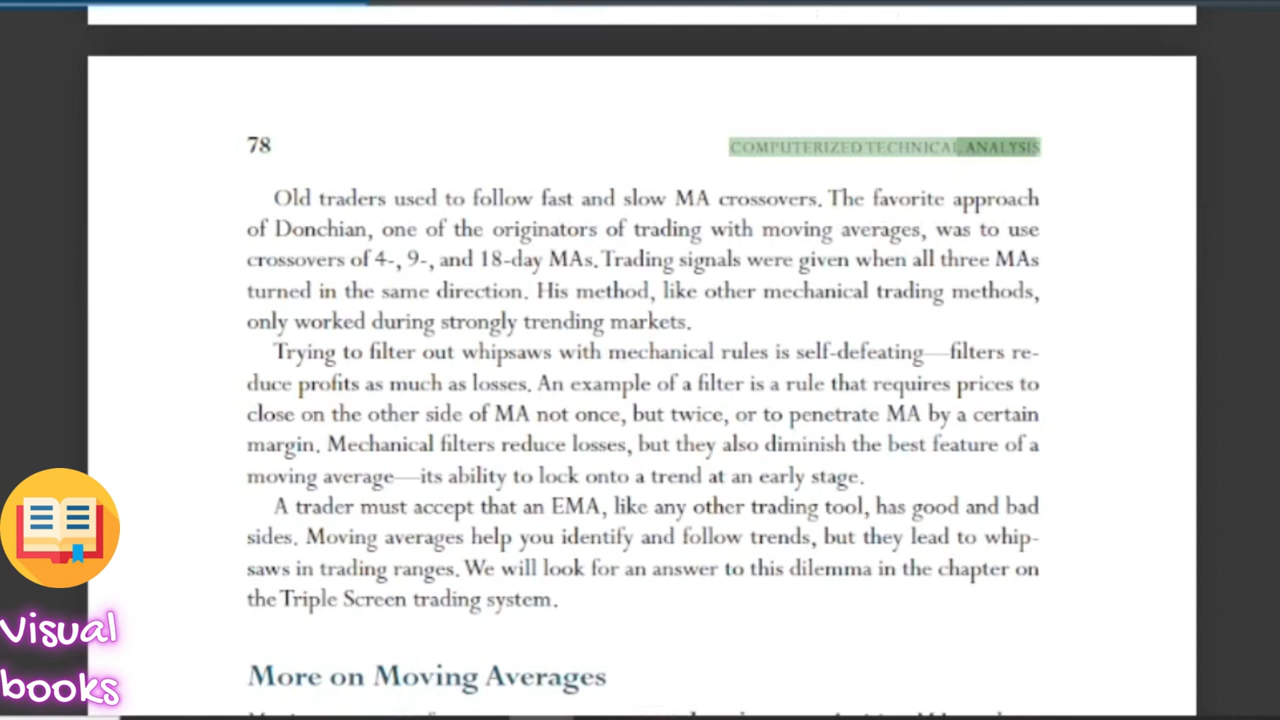 78
COMPUTERIZED TECHNICAL ANALYSIS
Old traders used to follow fast and slow MA crossovers. The favorite approach
of Donchian, one of the originators of trading with moving averages, was to use
crossovers of 4-, 9-, and 18-day MAs. Trading signals were given when all three MAs
turned in the same direction. His method, like other mechanical trading methods,
only worked during strongly trending markets.
Trying to filter out whipsaws with mechanical rules is self-defeating—filters re-
duce profits as much as losses. An example of a filter is a rule that requires prices to
close on the other side of MA not once, but twice, or to penetrate MA by a certain
margin. Mechanical filters reduce losses, but they also diminish the best feature of a
moving average—its ability to lock onto a trend at an early stage.
A trader must accept that an EMA, like any other trading tool, has good and bad
sides. Moving averages help you identify and follow trends, but they lead to whip-
saws in trading ranges. We will look for an answer to this dilemma in the chapter on
the Triple Screen trading system.
More on Moving Averages
Visual
books